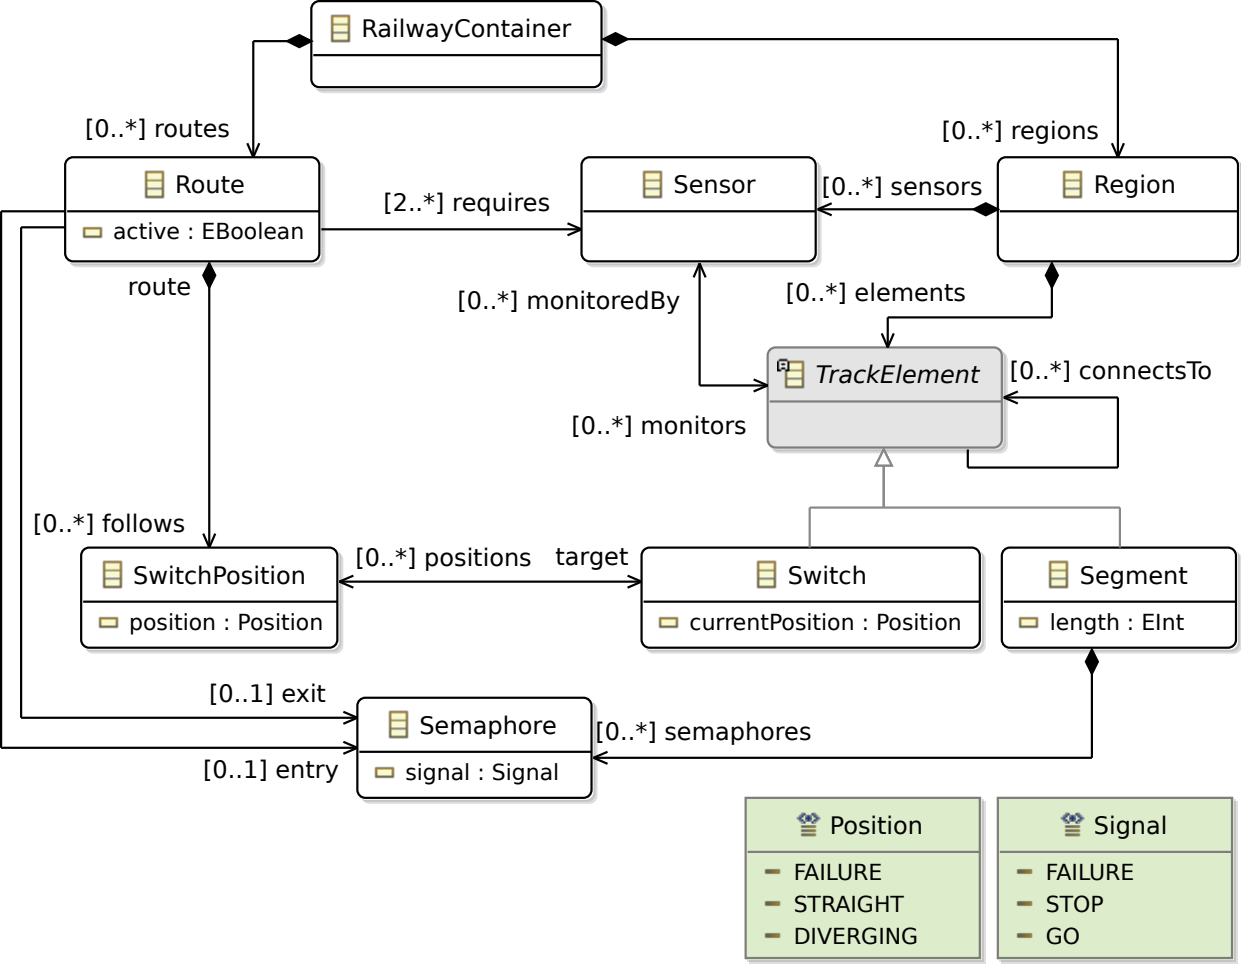 RailwayContainer
[0..*] routes
[0..*] regions
Route
active : EBoolean
[2..*] requires
Sensor
[0..*] sensors
Region
route
[0..*] monitoredBy
[0..*] elements
TrackElement
[0..*] connectsTo
[0..*] monitors
[0..*] follows
SwitchPosition
position : Position
[0..*] positions
target
Switch
currentPosition : Position
Segment
length : EInt
[0..1] exit
[0..1] entry
Semaphore
signal : Signal
[0..*] semaphores
Position
FAILURE
STRAIGHT
DIVERGING
Signal
FAILURE
STOP
GO